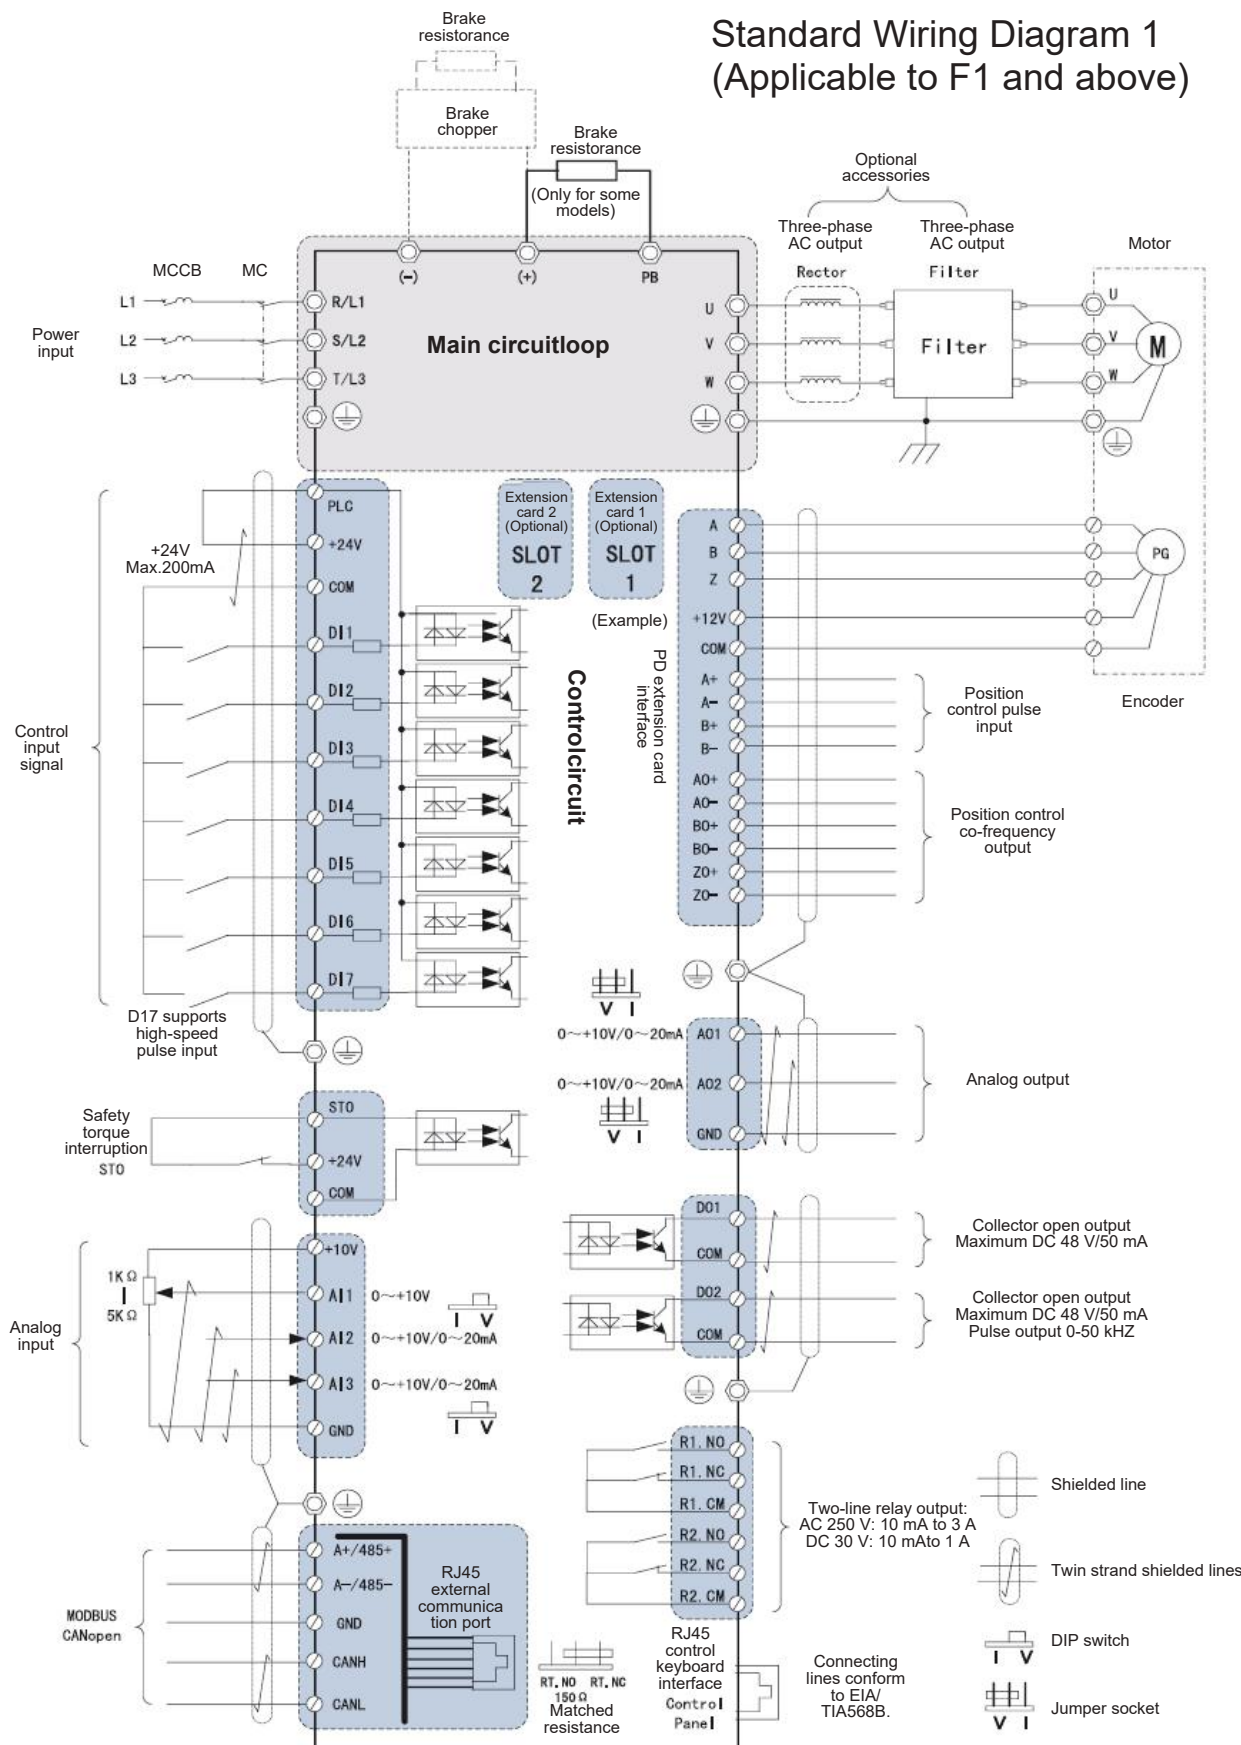 Standard Wiring Diagram 1
(Applicable to F1 and above)
Brake
resistorance
Brake
chopper
Brake
resistorance
(Only for some
models)
Optional
accessories
Three-phase
AC output
Three-phase
AC output
Rector
Filter
Motor
MCCB
MC
(-)
(+)
PB
Power
input
L1
L2
L3
R/L1
S/L2
T/L3
Main circuitloop
U
V
W
Filter
U
V
W
M
Control
input
signal
+24V
Max.200mA
PLC
+24V
COM
DI1
DI2
DI3
DI4
DI5
DI6
DI7
D17 supports
high-speed
pulse input
Extension
card 2
(Optional)
SLOT
2
Extension
card 1
(Optional)
SLOT
1
(Example)
Controlcircuit
PD extension card
interface
A
B
Z
+12V
COM
A+
A-
B+
B-
AO+
AO-
BO+
BO-
ZO+
ZO-
PG
Encoder
Position
control pulse
input
Position control
co-frequency
output
V I
0~+10V/0~20mA
AO1
0~+10V/0~20mA
AO2
V I
GND
Analog output
Safety
torque
interruption
STO
STO
+24V
COM
DO1
COM
Collector open output
Maximum DC 48 V/50 mA
DO2
COM
Collector open output
Maximum DC 48 V/50 mA
Pulse output 0-50 kHZ
Analog
input
1KΩ
5KΩ
+10V
AI1
0~+10V
I V
AI2
0~+10V/0~20mA
AI3
0~+10V/0~20mA
I V
GND
R1.NO
R1.NC
R1.CM
R2.NO
R2.NC
R2.CM
Two-line relay output:
AC 250 V: 10 mA to 3 A
DC 30 V: 10 mAto 1 A
MODBUS
CANopen
A+/485+
A-/485-
GND
CANH
CANL
RJ45
external
communica
tion port
RT.NO RT.NC
150Ω
Matched
resistance
RJ45
control
keyboard
interface
Control
Panel
Connecting
lines conform
to EIA/
TIA568B.
Shielded line
Twin strand shielded lines
I V
DIP switch
V I
Jumper socket